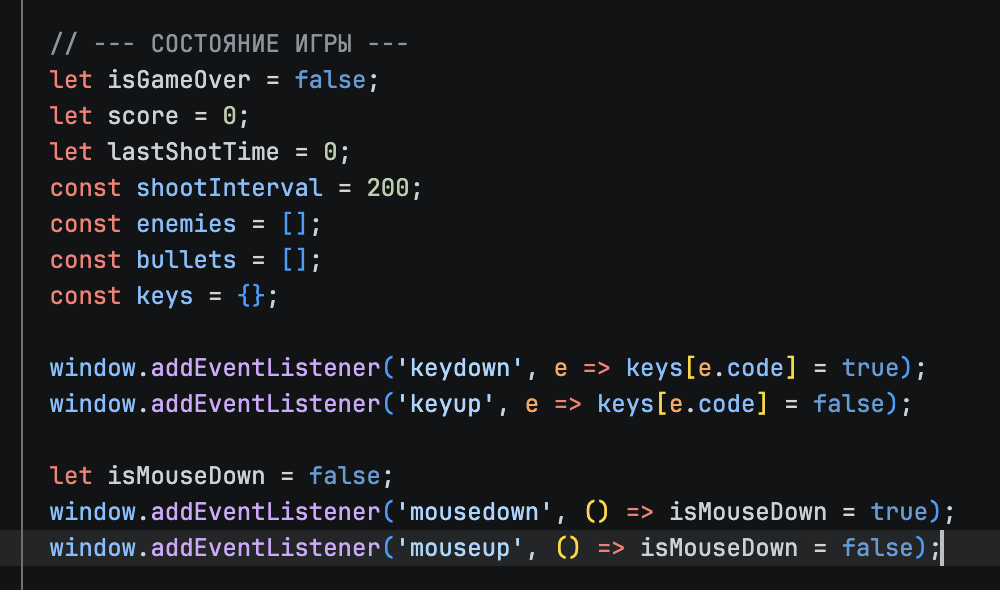 // --- СОСТОЯНИЕ ИГРЫ ---
let isGameOver = false;
let score = 0;
let lastShotTime = 0;
const shootInterval = 200;
const enemies = [];
const bullets = [];
const keys = {};
window.addEventListener('keydown', e => keys[e.code] = true);
window.addEventListener('keyup', e => keys[e.code] = false);
let isMouseDown = false;
window.addEventListener('mousedown', () => isMouseDown = true);
window.addEventListener('mouseup', () => isMouseDown = false);